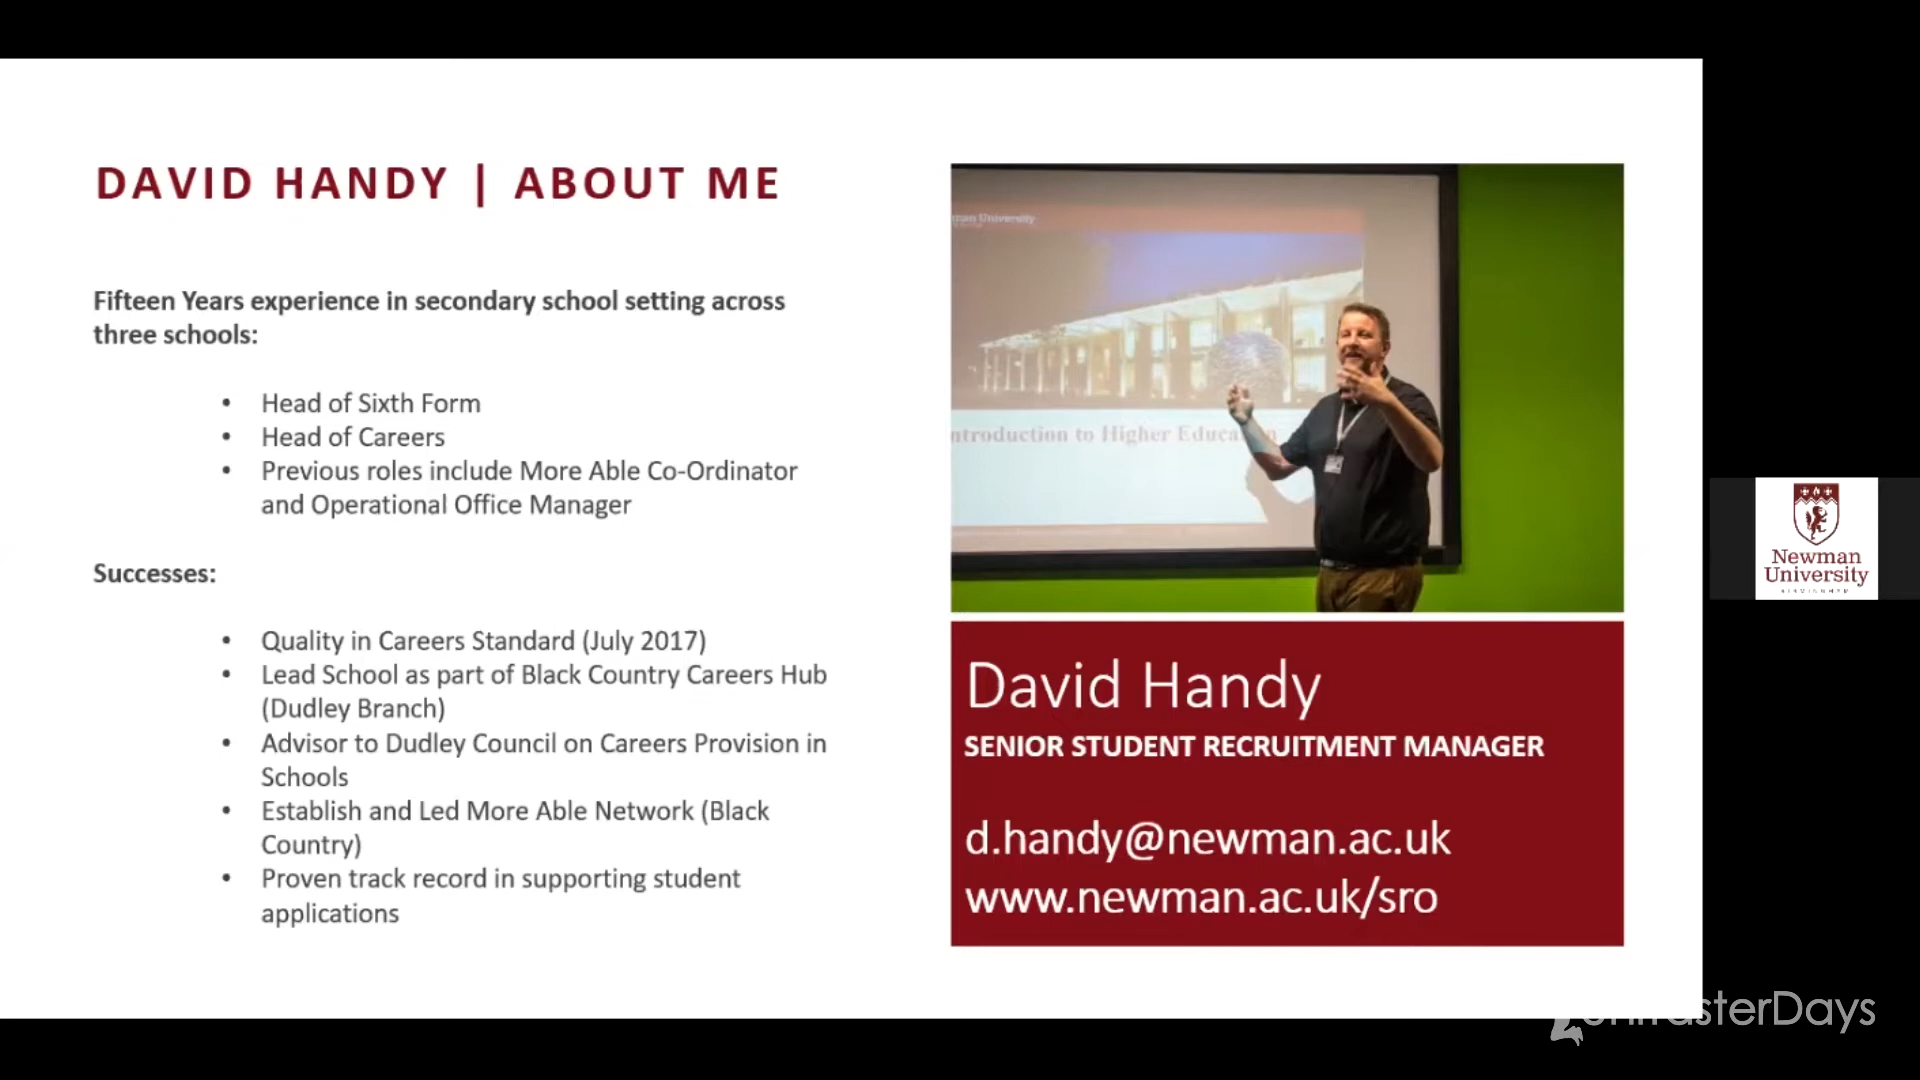 DAVID HANDY | ABOUT ME
Fifteen Years experience in secondary school setting across
three schools:
• Head of Sixth Form
• Head of Careers
• Previous roles include More Able Co-Ordinator
and Operational Office Manager
Successes:
• Quality in Careers Standard (July 2017)
• Lead School as part of Black Country Careers Hub
(Dudley Branch)
• Advisor to Dudley Council on Careers Provision in
Schools
• Establish and Led More Able Network (Black
Country)
• Proven track record in supporting student
applications
University
to Higher
David Handy
SENIOR STUDENT RECRUITMENT MANAGER
d.handy@newman.ac.uk
www.newman.ac.uk/sro
Newman
University
BIRMINGHAM